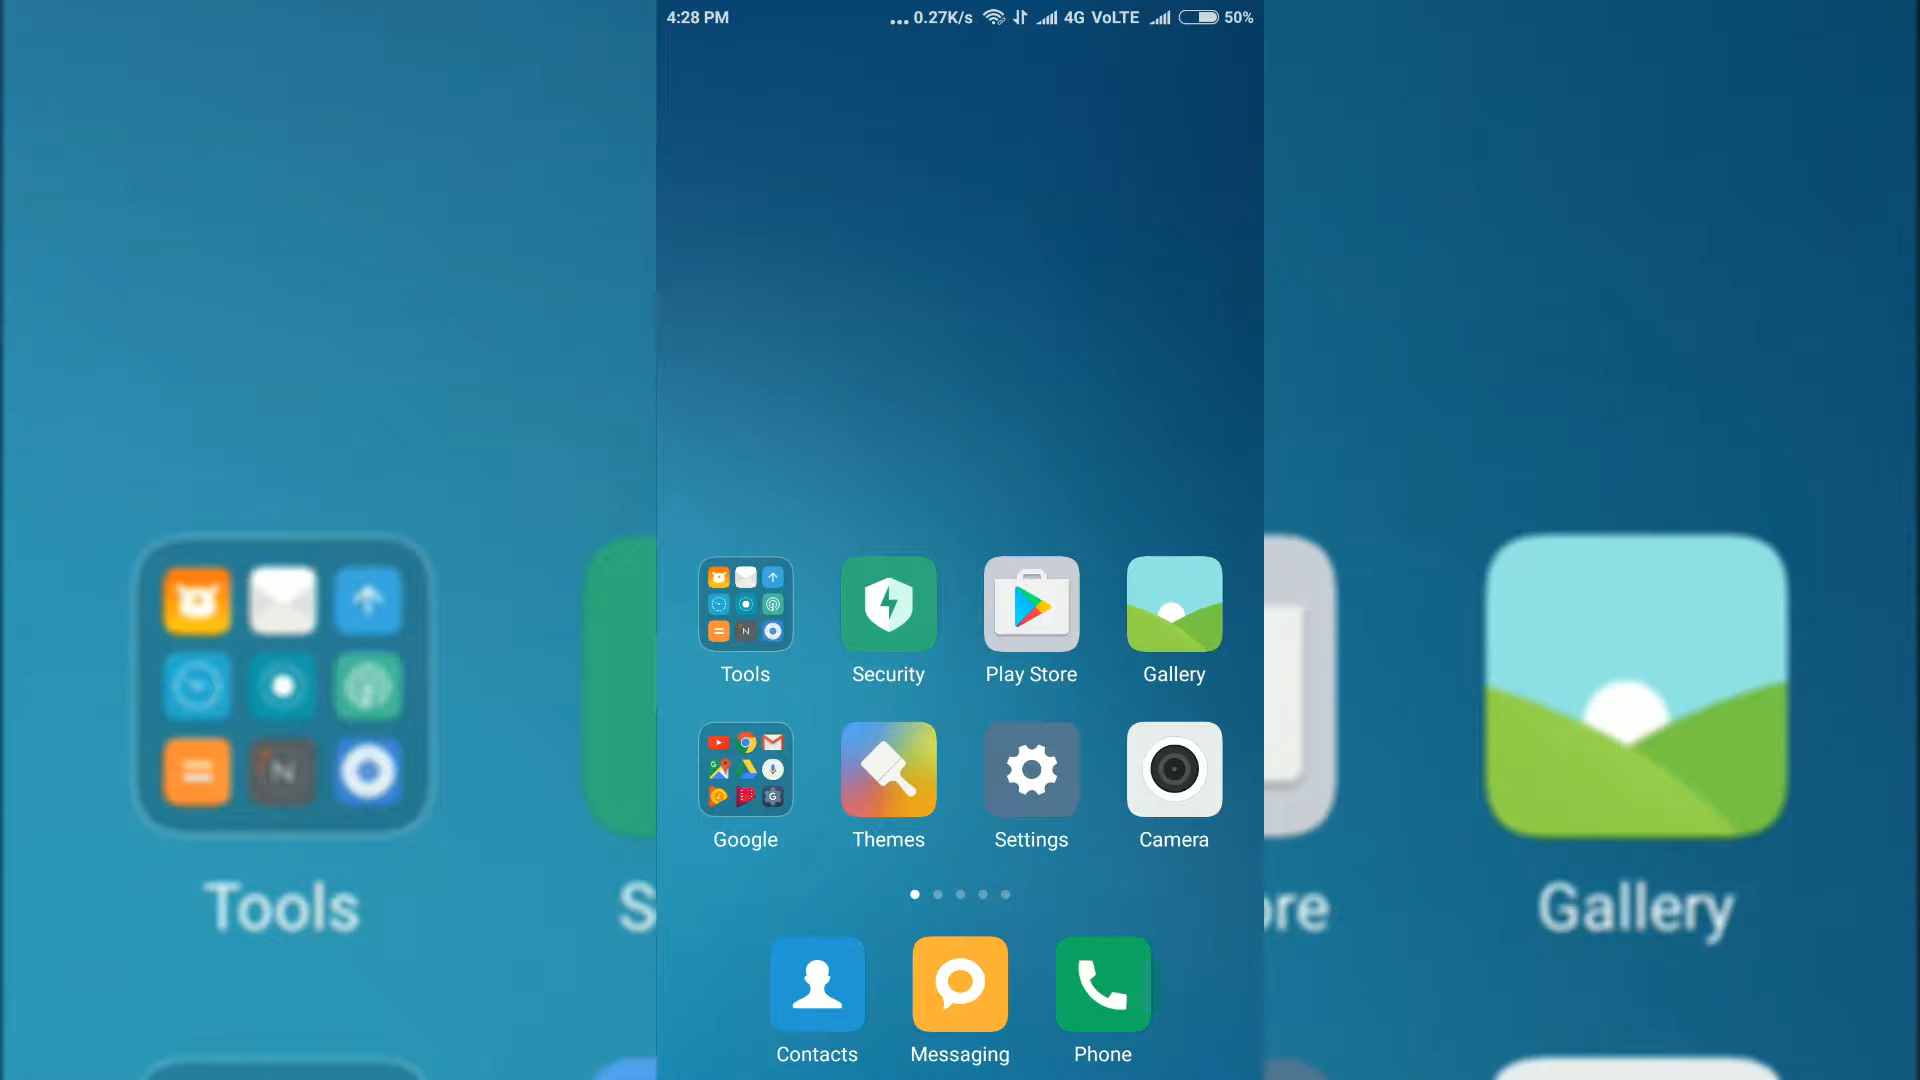 4:28 PM ... 0.27K/s 4G VoLTE 50%
Tools Security Play Store Gallery
Google Themes Settings Camera
Contacts Messaging Phone
Tools S ore Gallery